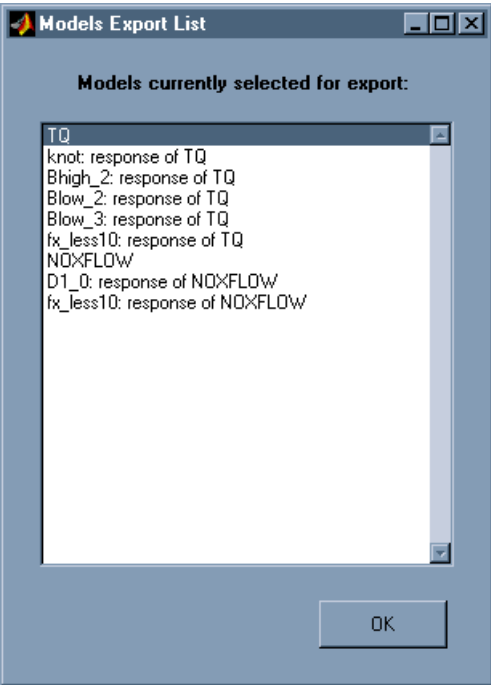 Models Export List
Models currently selected for export:
TQ
knot: response of TQ
Bhigh_2: response of TQ
Blow_2: response of TQ
Blow_3: response of TQ
fx_less10: response of TQ
NOXFLOW
D1_0: response of NOXFLOW
fx_less10: response of NOXFLOW
OK